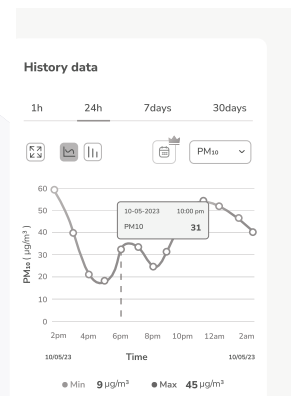 History data
1h 24h 7days 30days
PM₁₀
60
50
40
30
20
10
0
PM₁₀ ( µg/m³ )
10-05-2023 10:00 pm
PM10 31
2pm 4pm 6pm 8pm 10pm 12am 2am
10/05/23 Time 10/05/23
Min 9 µg/m³ Max 45 µg/m³